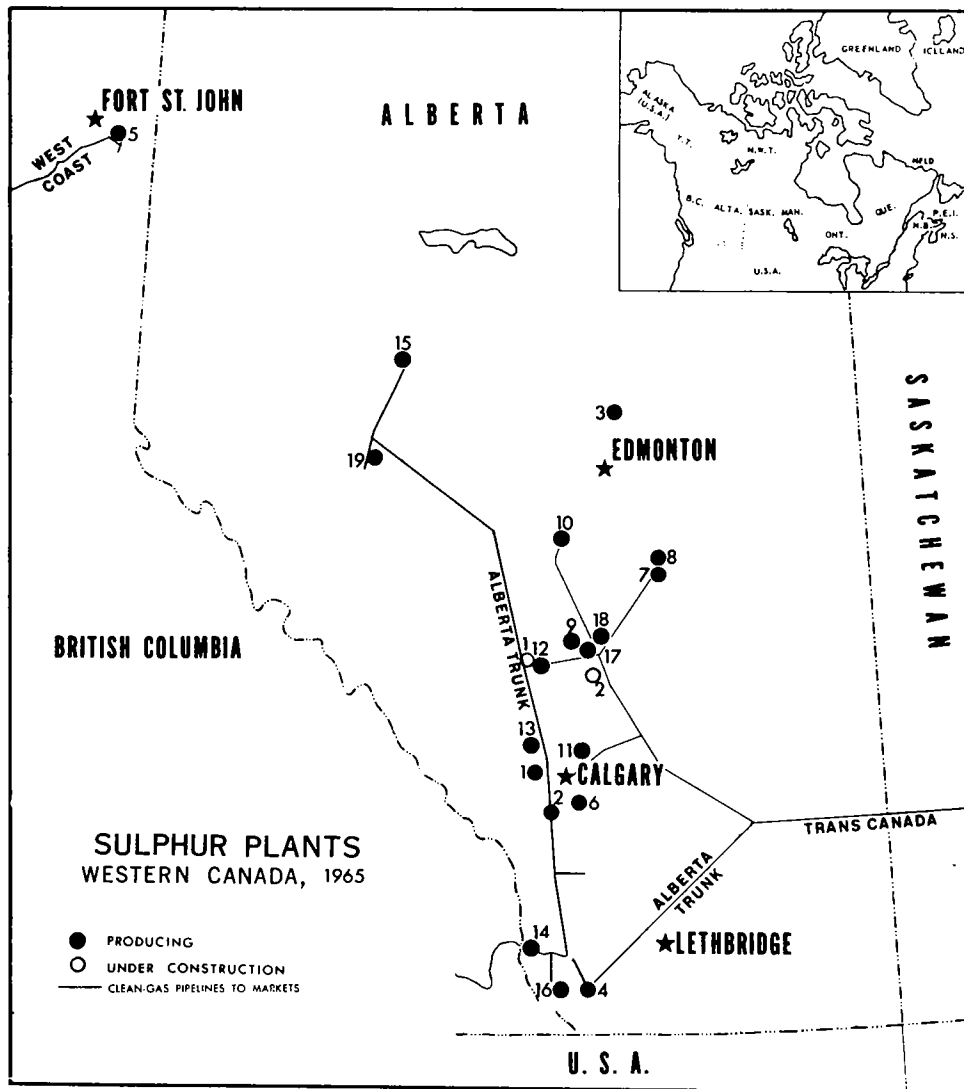 FORT ST. JOHN
5
WEST
COAST
ALBERTA
GREENLAND
ICELAND
ALASKA
(U.S.A.)
Y.T.
N.W.T.
NFLD
B.C.
ALTA.
SASK.
MAN.
ONT.
QUE.
P.E.I.
N.B.
N.S.
U.S.A.
15
3
EDMONTON
19
SASKATCHEWAN
10
8
7
ALBERTA TRUNK
BRITISH COLUMBIA
18
9
17
1
12
2
13
11
1
CALGARY
2
6
TRANS CANADA
ALBERTA
TRUNK
SULPHUR PLANTS
WESTERN CANADA, 1965
PRODUCING
UNDER CONSTRUCTION
CLEAN-GAS PIPELINES TO MARKETS
14
LETHBRIDGE
16
4
U. S. A.